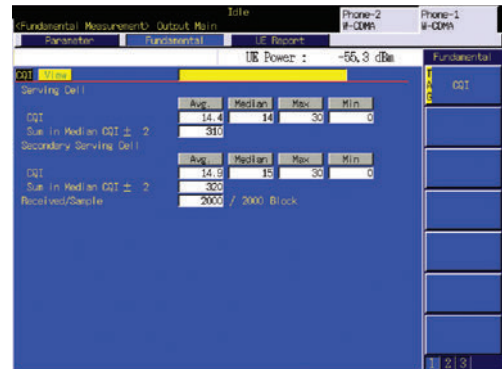 Idle
Phone-2 Phone-1
<Fundamental Measurement> Output Main W-CDMA W-CDMA
Parameter Fundamental UE Report
UE Power : -55.3 dBm Fundamental
CQI View
TAG CQI
Serving Cell
Avg. Median Max Min
CQI 14.4 14 30 0
Sum in Median CQI ± 2 310
Secondary Serving Cell
Avg. Median Max Min
CQI 14.9 15 30 0
Sum in Median CQI ± 2 320
Received/Sample 2000 / 2000 Block
1 2 3